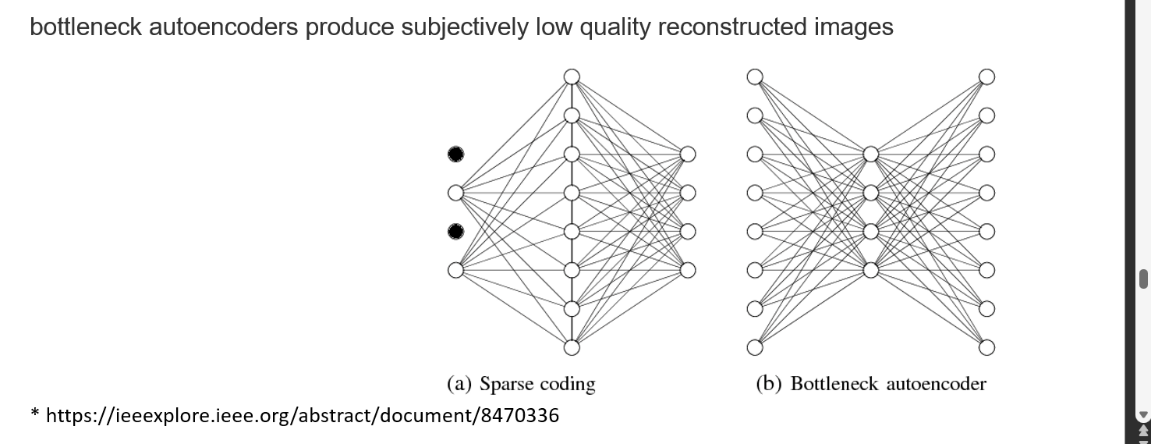 bottleneck autoencoders produce subjectively low quality reconstructed images
(a) Sparse coding
(b) Bottleneck autoencoder
* https://ieeexplore.ieee.org/abstract/document/8470336